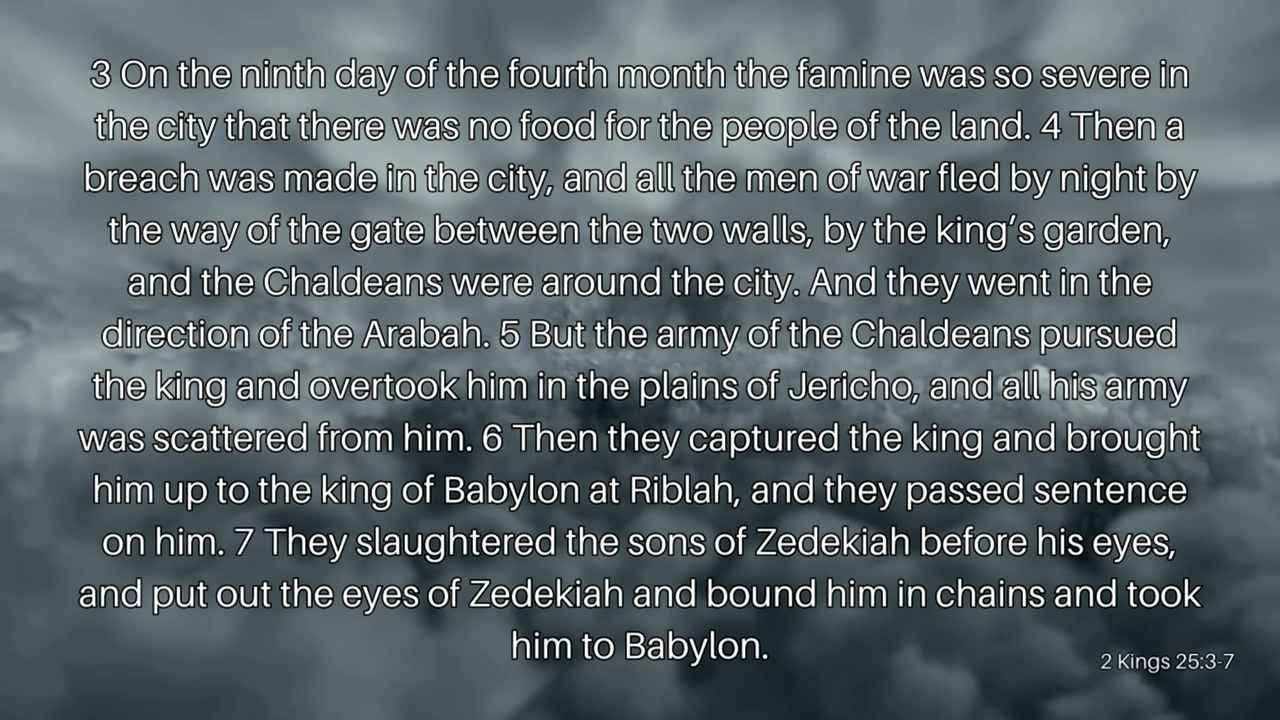 3 On the ninth day of the fourth month the famine was so severe in
the city that there was no food for the people of the land. 4 Then a
breach was made in the city, and all the men of war fled by night by
the way of the gate between the two walls, by the king’s garden,
and the Chaldeans were around the city. And they went in the
direction of the Arabah. 5 But the army of the Chaldeans pursued
the king and overtook him in the plains of Jericho, and all his army
was scattered from him. 6 Then they captured the king and brought
him up to the king of Babylon at Riblah, and they passed sentence
on him. 7 They slaughtered the sons of Zedekiah before his eyes,
and put out the eyes of Zedekiah and bound him in chains and took
him to Babylon.
2 Kings 25:3-7